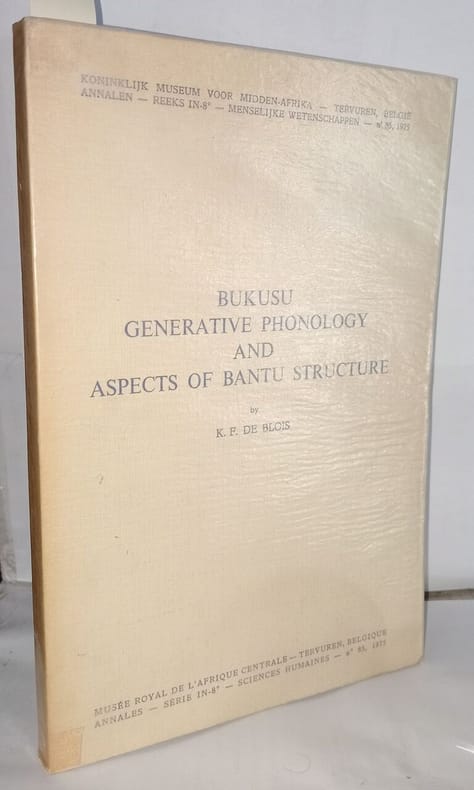 KONINKLIJK MUSEUM VOOR MIDDEN-AFRIKA — TERVUREN, BELGIË
ANNALEN — REEKS IN-8° — MENSELIJKE WETENSCHAPPEN — n° 85, 1975
BUKUSU
GENERATIVE PHONOLOGY
AND
ASPECTS OF BANTU STRUCTURE
by
K. F. DE BLOIS
MUSÉE ROYAL DE L'AFRIQUE CENTRALE — TERVUREN, BELGIQUE
ANNALES — SÉRIE IN-8° — SCIENCES HUMAINES — n° 85, 1975